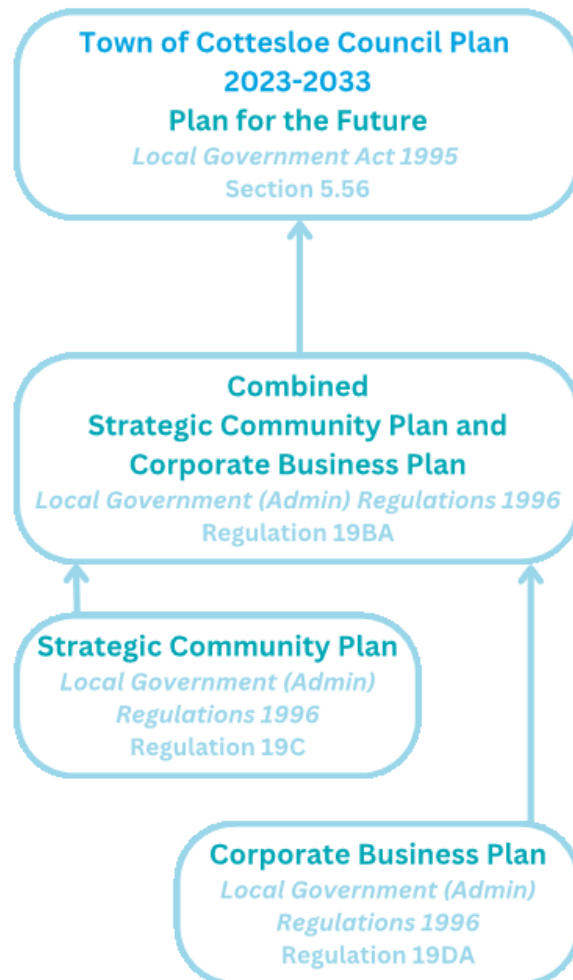 Town of Cottesloe Council Plan
2023-2033
Plan for the Future
Local Government Act 1995
Section 5.56
Combined
Strategic Community Plan and
Corporate Business Plan
Local Government (Admin) Regulations 1996
Regulation 19BA
Strategic Community Plan
Local Government (Admin)
Regulations 1996
Regulation 19C
Corporate Business Plan
Local Government (Admin)
Regulations 1996
Regulation 19DA